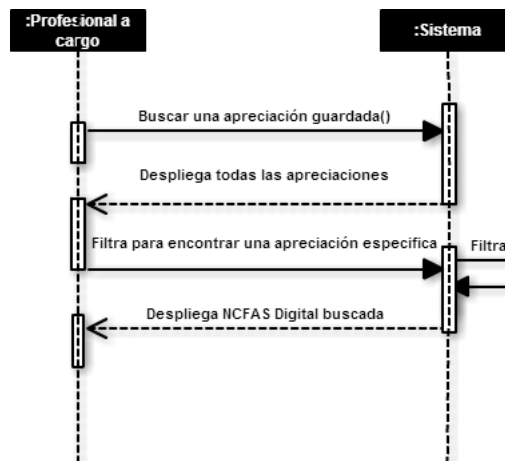 :Profesional a
cargo
:Sistema
Buscar una apreciación guardada()
Despliega todas las apreciaciones
Filtra para encontrar una apreciación especifica
Filtra
Despliega NCFAS Digital buscada